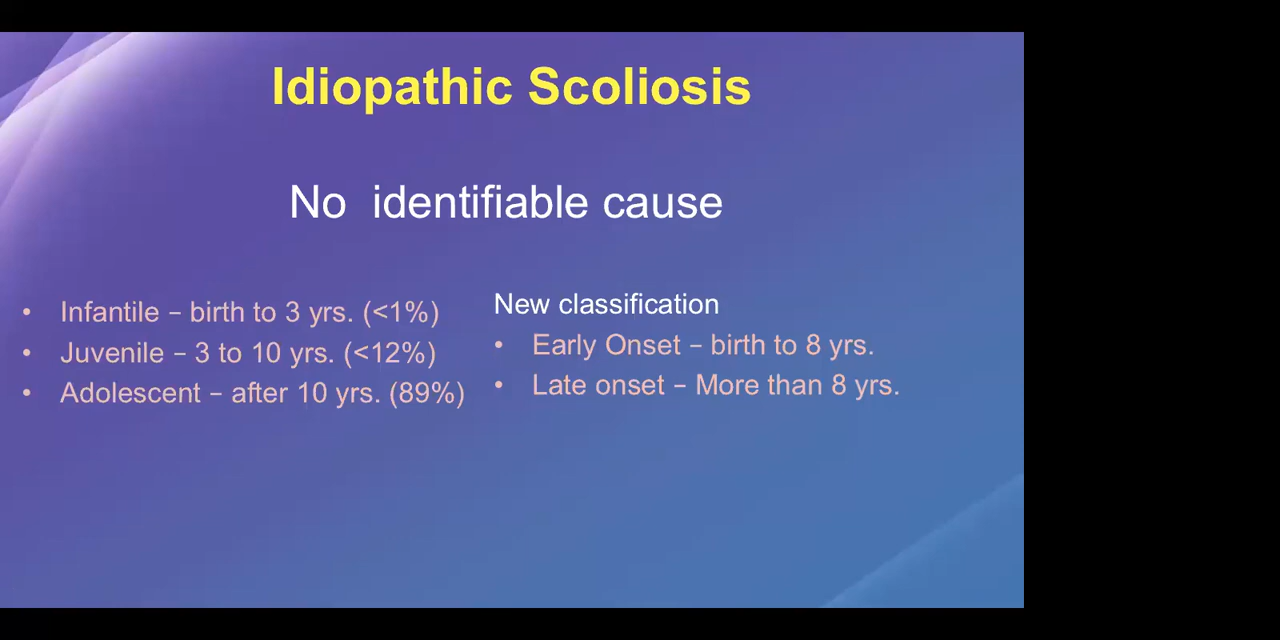 Idiopathic Scoliosis
No  identifiable cause
• Infantile – birth to 3 yrs. (<1%)
• Juvenile – 3 to 10 yrs. (<12%)
• Adolescent – after 10 yrs. (89%)
New classification
• Early Onset – birth to 8 yrs.
• Late onset – More than 8 yrs.